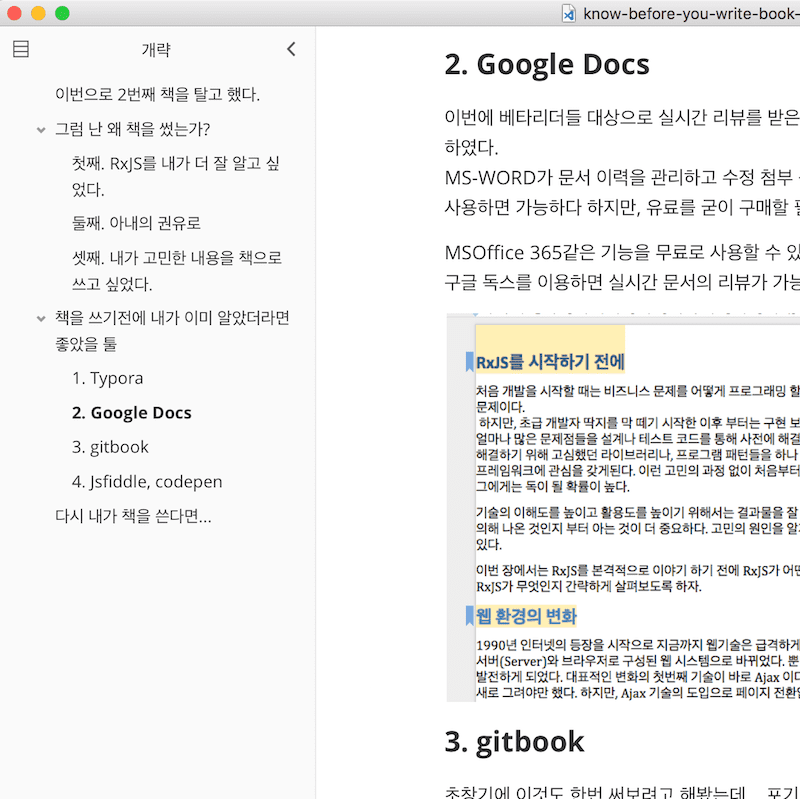 know-before-you-write-book-
개략
이번으로 2번째 책을 탈고 했다.
그럼 난 왜 책을 썼는가?
첫째. RxJS를 내가 더 잘 알고 싶
었다.
둘째. 아내의 권유로
셋째. 내가 고민한 내용을 책으로
쓰고 싶었다.
책을 쓰기전에 내가 이미 알았더라면
좋았을 툴
1. Typora
2. Google Docs
3. gitbook
4. Jsfiddle, codepen
다시 내가 책을 쓴다면...
2. Google Docs
이번에 베타리더들 대상으로 실시간 리뷰를 받은
하였다.
MS-WORD가 문서 이력을 관리하고 수정 첨부
사용하면 가능하다 하지만, 유료를 굳이 구매할
MSOffice 365같은 기능을 무료로 사용할 수 있
구글 독스를 이용하면 실시간 문서의 리뷰가 가능
RxJS를 시작하기 전에
처음 개발을 시작할 때는 비즈니스 문제를 어떻게 프로그래밍 할
문제이다.
하지만, 초급 개발자 딱지를 막 떼기 시작한 이후 부터는 구현 보
얼마나 많은 문제점들을 설계나 테스트 코드를 통해 사전에 해결
해결하기 위해 고심했던 라이브러리나, 프로그램 패턴들을 하나
프레임워크에 관심을 갖게된다. 이런 고민의 과정 없이 처음부터
그에게는 독이 될 확률이 높다.
기술의 이해도를 높이고 활용도를 높이기 위해서는 결과물을 잘
의해 나온 것인지 부터 아는 것이 더 중요하다. 고민의 원인을 알
있다.
이번 장에서는 RxJS를 본격적으로 이야기 하기 전에 RxJS가 어떤
RxJS가 무엇인지 간략하게 살펴보도록 하자.
웹 환경의 변화
1990년 인터넷의 등장을 시작으로 지금까지 웹기술은 급격하게
서버(Server)와 브라우저로 구성된 웹 시스템으로 바뀌었다. 뿐
발전하게 되었다. 대표적인 변화의 첫번째 기술이 바로 Ajax 이다
새로 그려야만 했다. 하지만, Ajax 기술의 도입으로 페이지 전환없
3. gitbook
초창기에 이것도 한번 써보려고 해봤는데... 포기